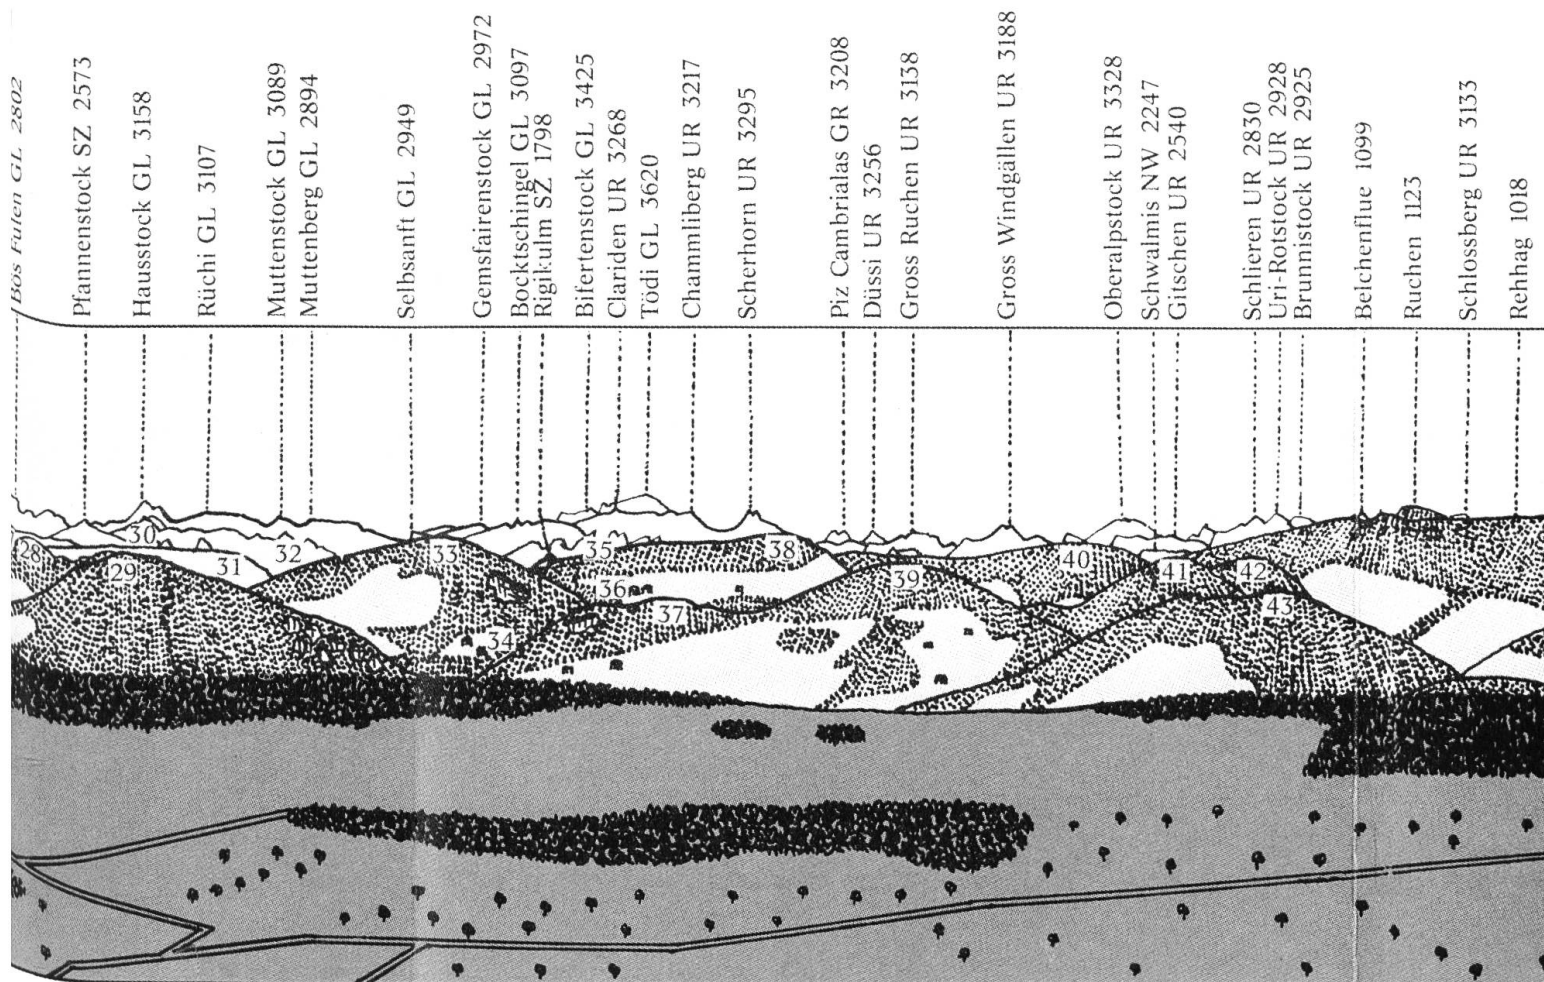 Bös Fulen GL 2802
Pfannenstock SZ 2573
Hausstock GL 3158
Rüchi GL 3107
Muttenstock GL 3089
Muttenberg GL 2894
Selbsanft GL 2949
Gemsfairenstock GL 2972
Bocktschingel GL 3097
Rigikulm SZ 1798
Bifertenstock GL 3425
Clariden UR 3268
Tödi GL 3620
Chammliberg UR 3217
Scherhorn UR 3295
Piz Cambrialas GR 3208
Düssi UR 3256
Gross Ruchen UR 3138
Gross Windgällen UR 3188
Oberalpstock UR 3328
Schwalmis NW 2247
Gitschen UR 2540
Schlieren UR 2830
Uri-Rotstock UR 2928
Brunnistock UR 2925
Belchenflue 1099
Ruchen 1123
Schlossberg UR 3133
Rehhag 1018
28
29
30
31
32
33
34
35
36
37
38
39
40
41
42
43